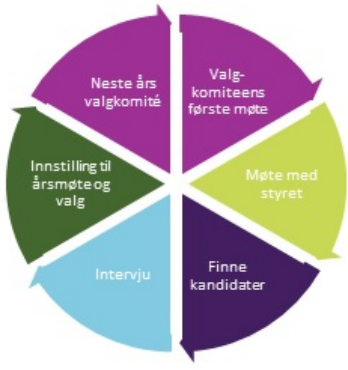 Valg-
komiteens
første møte
Møte med
styret
Finne
kandidater
Intervju
Innstilling til
årsmøte og
valg
Neste års
valgkomité